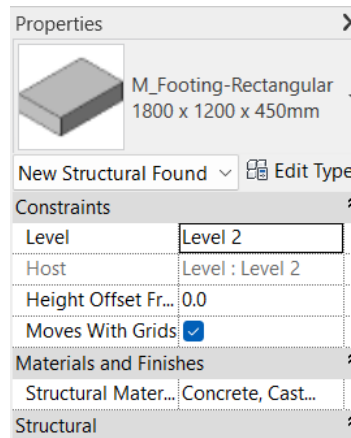 Properties
M_Footing-Rectangular
1800 x 1200 x 450mm
New Structural Found Edit Type
Constraints
Level Level 2
Host Level : Level 2
Height Offset Fr... 0.0
Moves With Grids
Materials and Finishes
Structural Mater... Concrete, Cast...
Structural